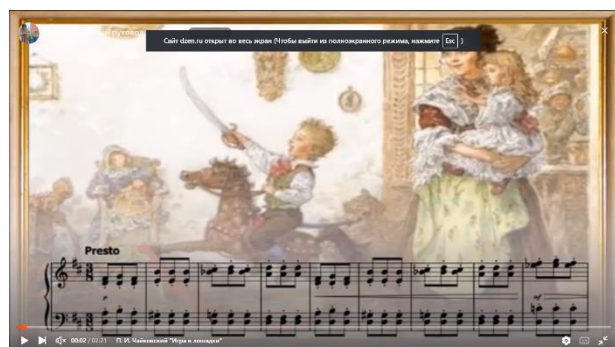 Сайт dzen.ru открыт во весь экран (Чтобы выйти из полноэкранного режима, нажмите Esc )
Presto
p
mf
00:02 / 03:21 П. И. Чайковский "Игра в лошадки"